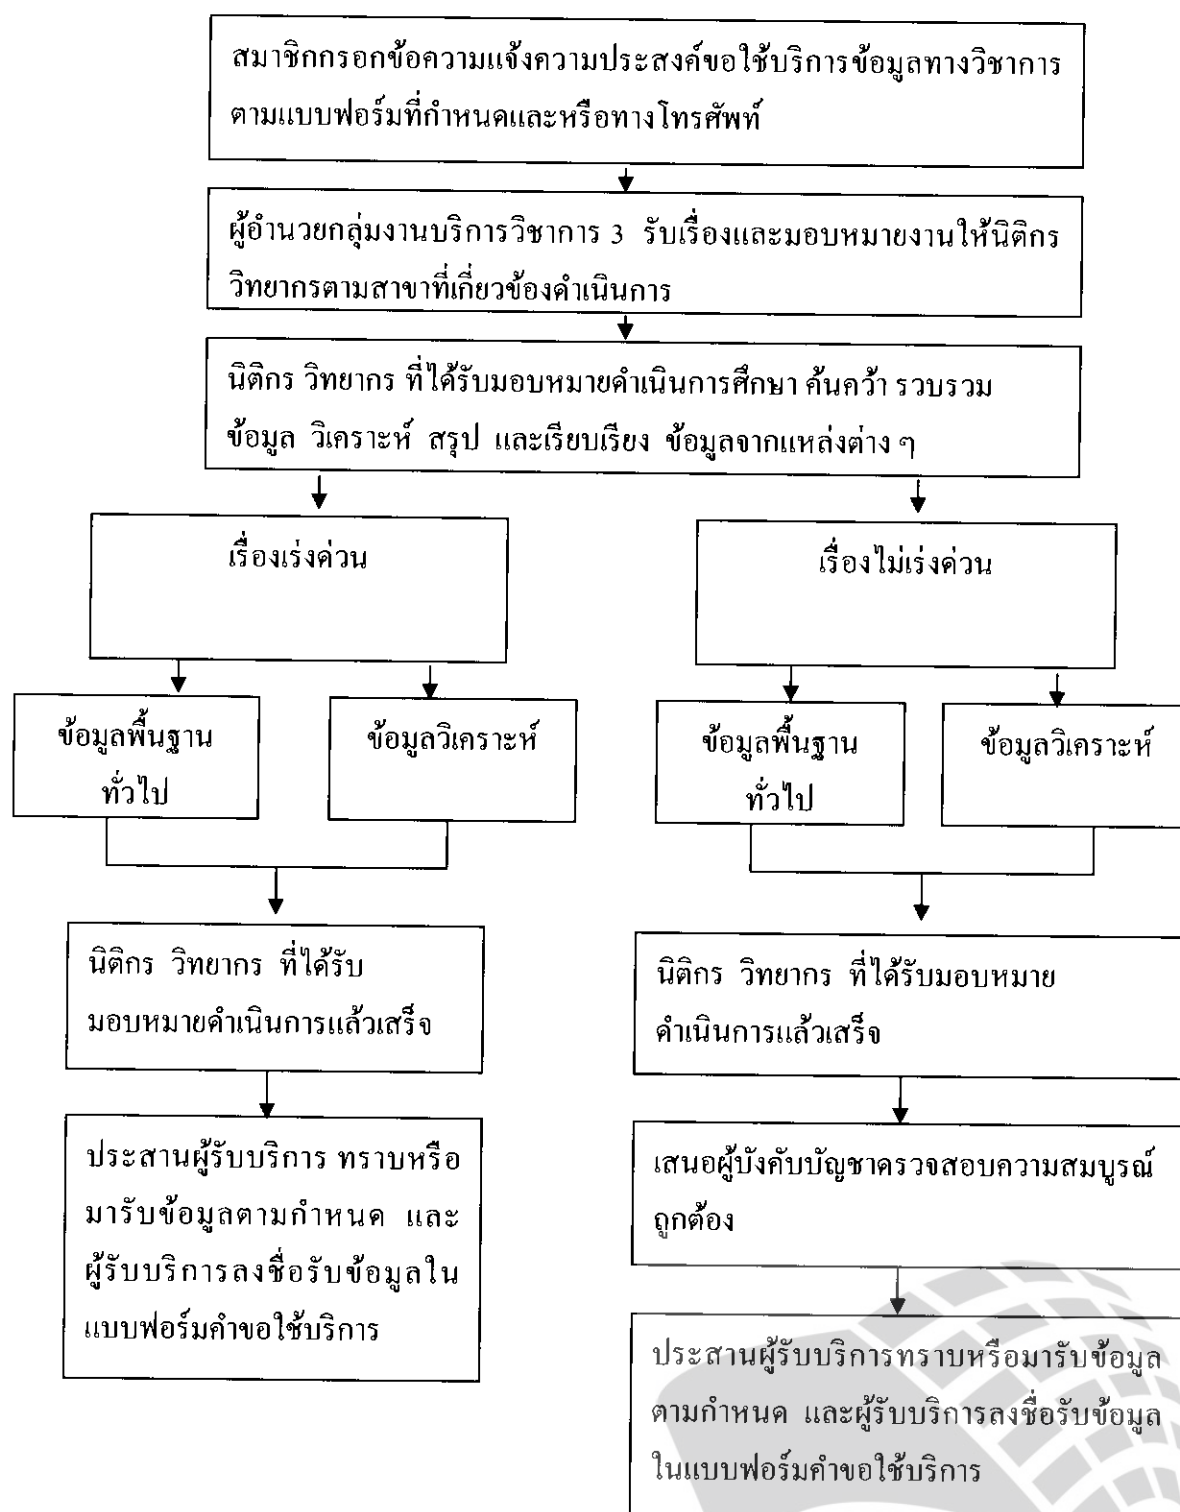 สมาชิกกรอกข้อความแจ้งความประสงค์ขอใช้บริการข้อมูลทางวิชาการ
ตามแบบฟอร์มที่กำหนดและหรือทางโทรศัพท์
ผู้อำนวยกลุ่มงานบริการวิชาการ 3 รับเรื่องและมอบหมายงานให้นิติกร
วิทยากรตามสาขาที่เกี่ยวข้องดำเนินการ
นิติกร วิทยากร ที่ได้รับมอบหมายดำเนินการศึกษา ค้นคว้า รวบรวม
ข้อมูล วิเคราะห์ สรุป และเรียบเรียง ข้อมูลจากแหล่งต่าง ๆ
เรื่องเร่งด่วน
เรื่องไม่เร่งด่วน
ข้อมูลพื้นฐาน
ทั่วไป
ข้อมูลวิเคราะห์
ข้อมูลพื้นฐาน
ทั่วไป
ข้อมูลวิเคราะห์
นิติกร วิทยากร ที่ได้รับ
มอบหมายดำเนินการแล้วเสร็จ
นิติกร วิทยากร ที่ได้รับมอบหมาย
ดำเนินการแล้วเสร็จ
ประสานผู้รับบริการ ทราบหรือ
มารับข้อมูลตามกำหนด และ
ผู้รับบริการลงชื่อรับข้อมูลใน
แบบฟอร์มคำขอใช้บริการ
เสนอผู้บังคับบัญชาตรวจสอบความสมบูรณ์
ถูกต้อง
ประสานผู้รับบริการทราบหรือมารับข้อมูล
ตามกำหนด และผู้รับบริการลงชื่อรับข้อมูล
ในแบบฟอร์มคำขอใช้บริการ